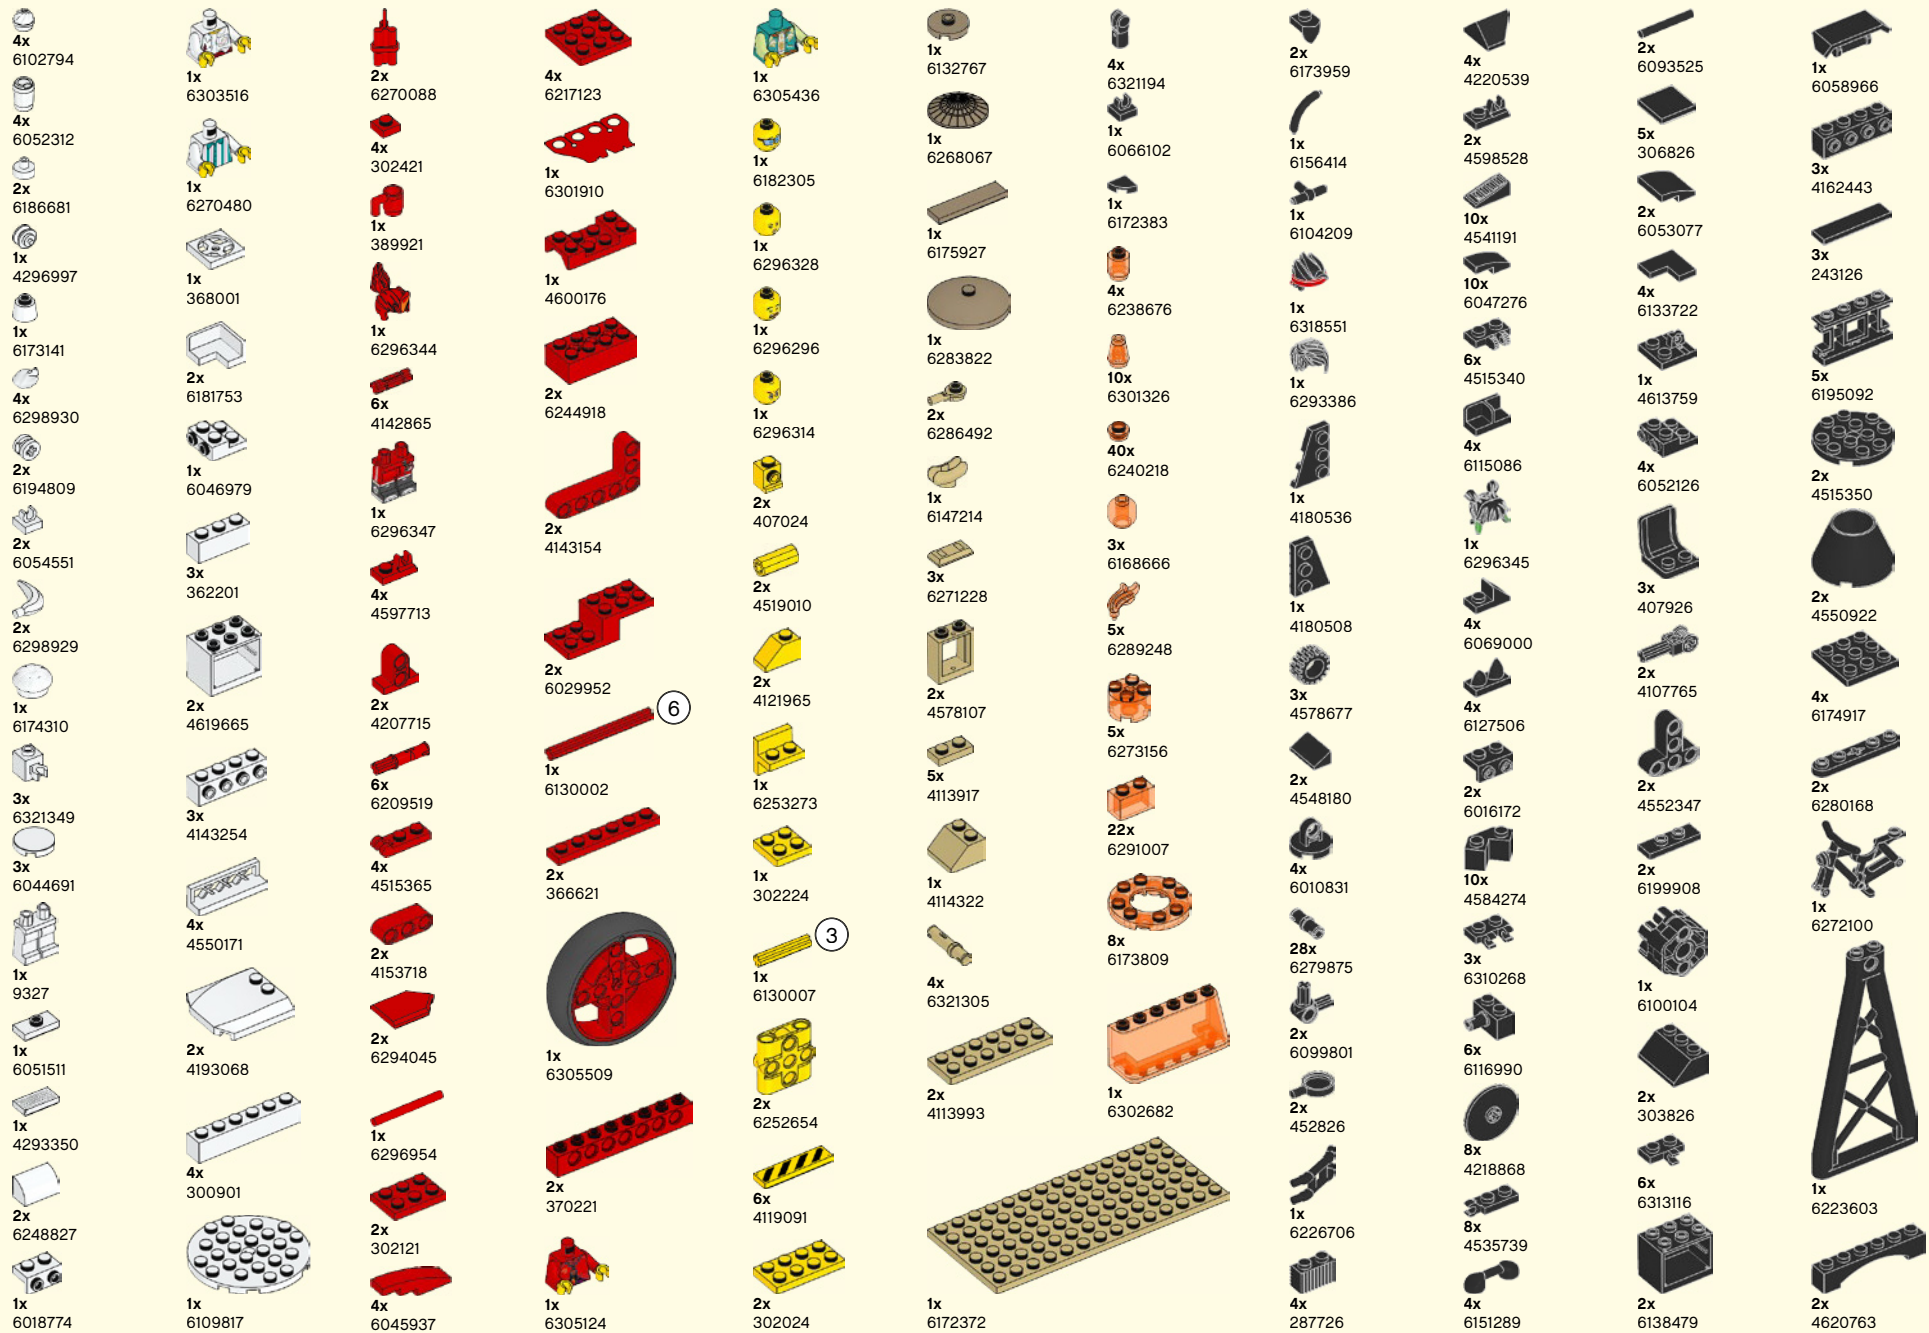 4x
6102794
4x
6052312
2x
6186681
1x
4296997
1x
6173141
4x
6298930
2x
6194809
2x
6054551
2x
6298929
1x
6174310
3x
6321349
3x
6044691
1x
9327
1x
6051511
1x
4293350
2x
6248827
1x
6018774
1x
6303516
1x
6270480
1x
368001
2x
6181753
1x
6046979
3x
362201
2x
4619665
3x
4143254
4x
4550171
2x
4193068
4x
300901
1x
6109817
2x
6270088
4x
302421
1x
389921
1x
6296344
6x
4142865
1x
6296347
4x
4597713
2x
4207715
6x
6209519
4x
4515365
2x
4153718
2x
6294045
1x
6296954
2x
302121
4x
6045937
4x
6217123
1x
6301910
1x
4600176
2x
6244918
2x
4143154
2x
6029952
6
1x
6130002
2x
366621
1x
6305509
2x
370221
1x
6305124
1x
6305436
1x
6182305
1x
6296328
1x
6296296
1x
6296314
2x
407024
2x
4519010
2x
4121965
1x
6253273
1x
302224
3
1x
6130007
2x
6252654
6x
4119091
2x
302024
1x
6132767
1x
6268067
1x
6175927
1x
6283822
2x
6286492
1x
6147214
3x
6271228
2x
4578107
5x
4113917
1x
4114322
4x
6321305
2x
4113993
1x
6172372
4x
6321194
1x
6066102
1x
6172383
4x
6238676
10x
6301326
40x
6240218
3x
6168666
5x
6289248
5x
6273156
22x
6291007
8x
6173809
1x
6302682
2x
6173959
1x
6156414
1x
6104209
1x
6318551
1x
6293386
1x
4180536
1x
4180508
3x
4578677
2x
4548180
4x
6010831
28x
6279875
2x
6099801
2x
452826
1x
6226706
4x
287726
4x
4220539
2x
4598528
10x
4541191
10x
6047276
6x
4515340
4x
6115086
1x
6296345
4x
6069000
4x
6127506
2x
6016172
10x
4584274
3x
6310268
6x
6116990
8x
4218868
8x
4535739
4x
6151289
2x
6093525
5x
306826
2x
6053077
4x
6133722
1x
4613759
4x
6052126
3x
407926
2x
4107765
2x
4552347
2x
6199908
1x
6100104
2x
303826
6x
6313116
2x
6138479
1x
6058966
3x
4162443
3x
243126
5x
6195092
2x
4515350
2x
4550922
4x
6174917
2x
6280168
1x
6272100
1x
6223603
2x
4620763